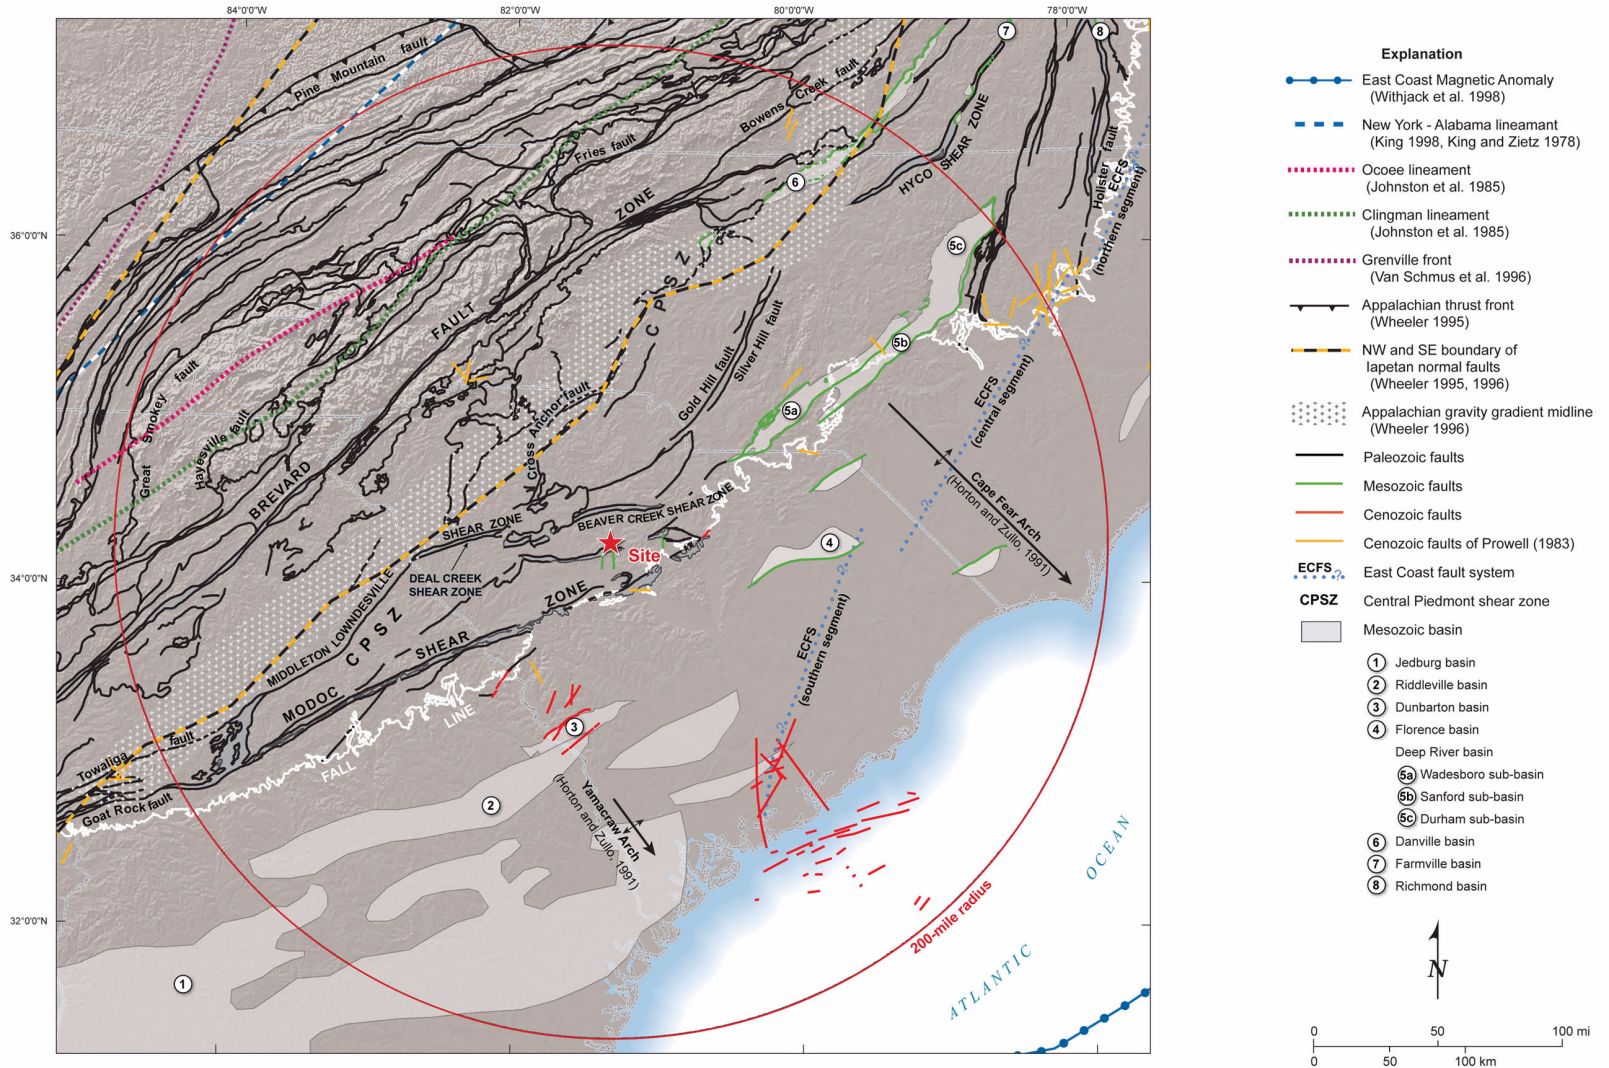 84°0'0"W
82°0'0"W
80°0'0"W
78°0'0"W
36°0'0"N
34°0'0"N
32°0'0"N
Pine Mountain fault
Bowens Creek fault
Fries fault
HYCO SHEAR ZONE
Hollister fault
ECFS
(northern segment)
7
8
6
5c
5b
5a
4
3
2
1
BREVARD FAULT ZONE
CPSZ
Great Smokey fault
Hayesville fault
Cross Anchor fault
Gold Hill fault
Silver Hill fault
ECFS
(central segment)
Cape Fear Arch
(Horton and Zullo, 1991)
SHEAR ZONE
BEAVER CREEK SHEAR ZONE
Site
DEAL CREEK
SHEAR ZONE
MIDDLETON LOWNDESVILLE
CPSZ
MODOC SHEAR ZONE
ECFS
(southern segment)
FALL LINE
Towaliga fault
Goat Rock fault
Yamacraw Arch
(Horton and Zullo, 1991)
200-mile radius
ATLANTIC OCEAN
?
?
?
?
Explanation
East Coast Magnetic Anomaly
(Withjack et al. 1998)
New York - Alabama lineamant
(King 1998, King and Zietz 1978)
Ocoee lineament
(Johnston et al. 1985)
Clingman lineament
(Johnston et al. 1985)
Grenville front
(Van Schmus et al. 1996)
Appalachian thrust front
(Wheeler 1995)
NW and SE boundary of
Iapetan normal faults
(Wheeler 1995, 1996)
Appalachian gravity gradient midline
(Wheeler 1996)
Paleozoic faults
Mesozoic faults
Cenozoic faults
Cenozoic faults of Prowell (1983)
ECFS ? East Coast fault system
CPSZ Central Piedmont shear zone
Mesozoic basin
1 Jedburg basin
2 Riddleville basin
3 Dunbarton basin
4 Florence basin
Deep River basin
5a Wadesboro sub-basin
5b Sanford sub-basin
5c Durham sub-basin
6 Danville basin
7 Farmville basin
8 Richmond basin
N
0 50 100 mi
0 50 100 km